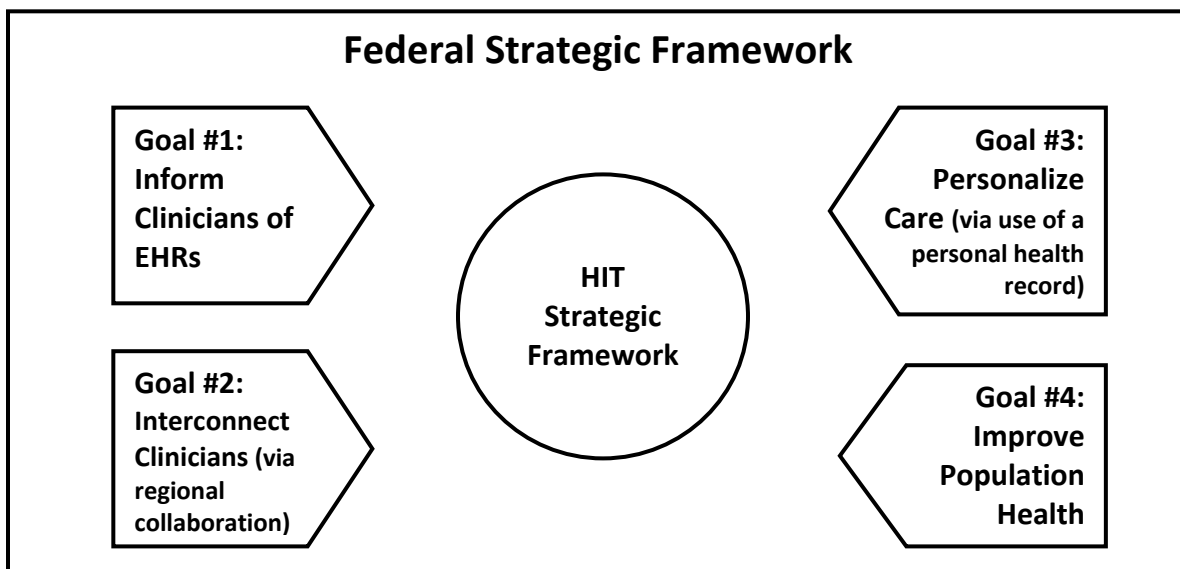 Federal Strategic Framework
Goal #1:
Inform
Clinicians of
EHRs
Goal #2:
Interconnect
Clinicians (via
regional
collaboration)
HIT
Strategic
Framework
Goal #3:
Personalize
Care (via use of a
personal health
record)
Goal #4:
Improve
Population
Health